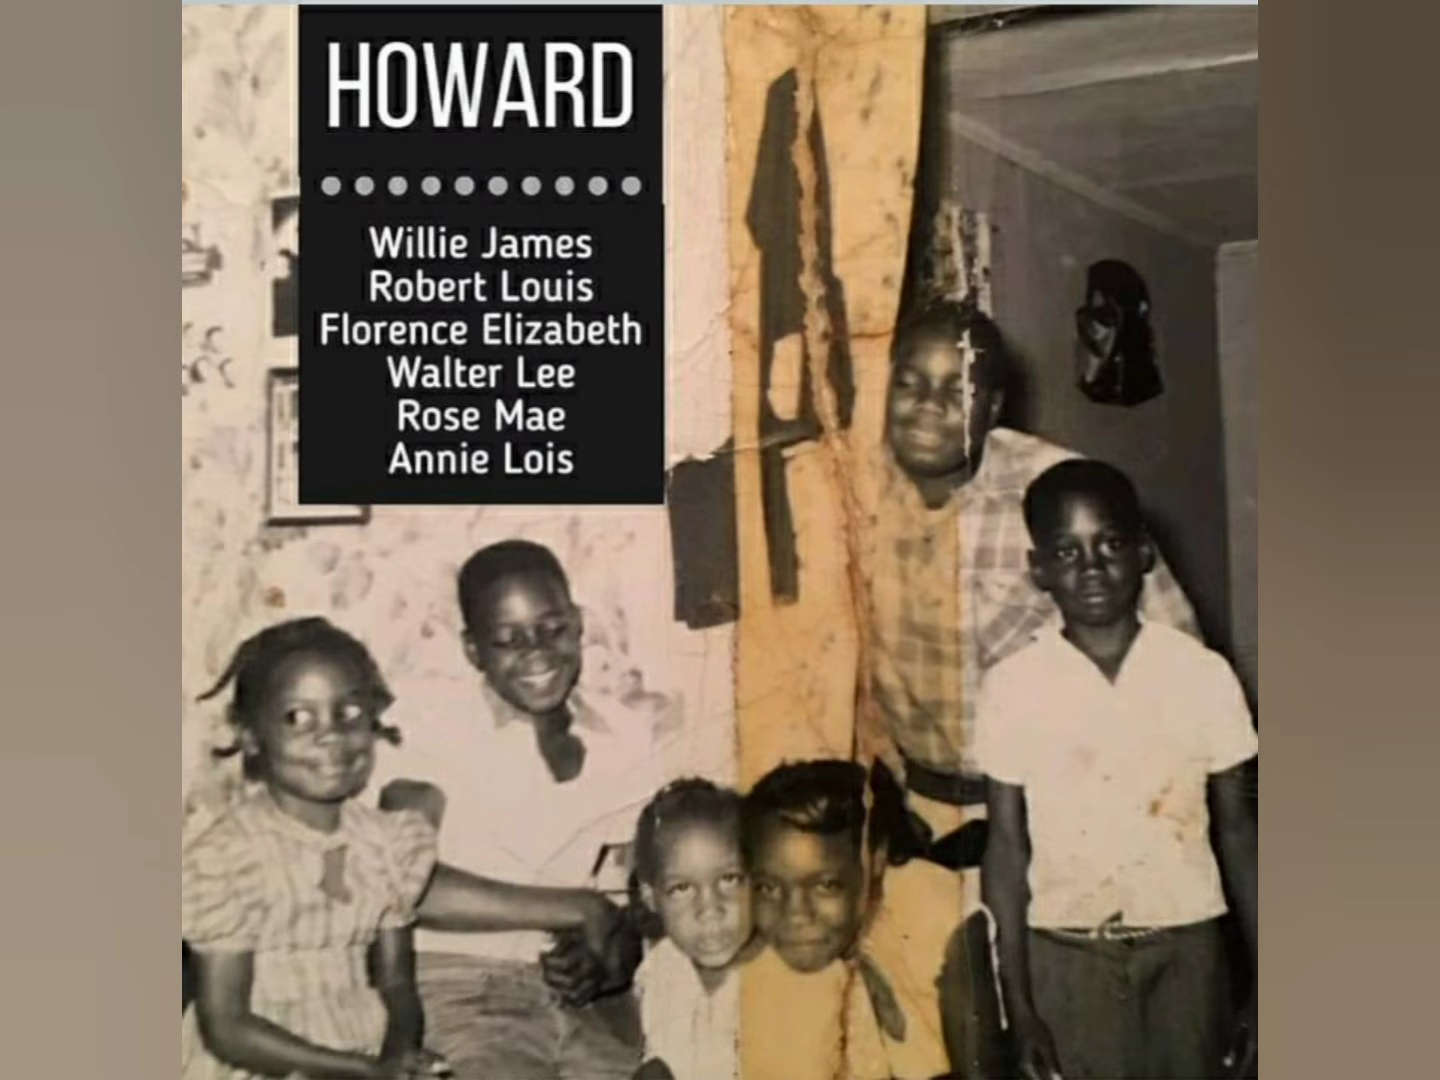 HOWARD
Willie James
Robert Louis
Florence Elizabeth
Walter Lee
Rose Mae
Annie Lois